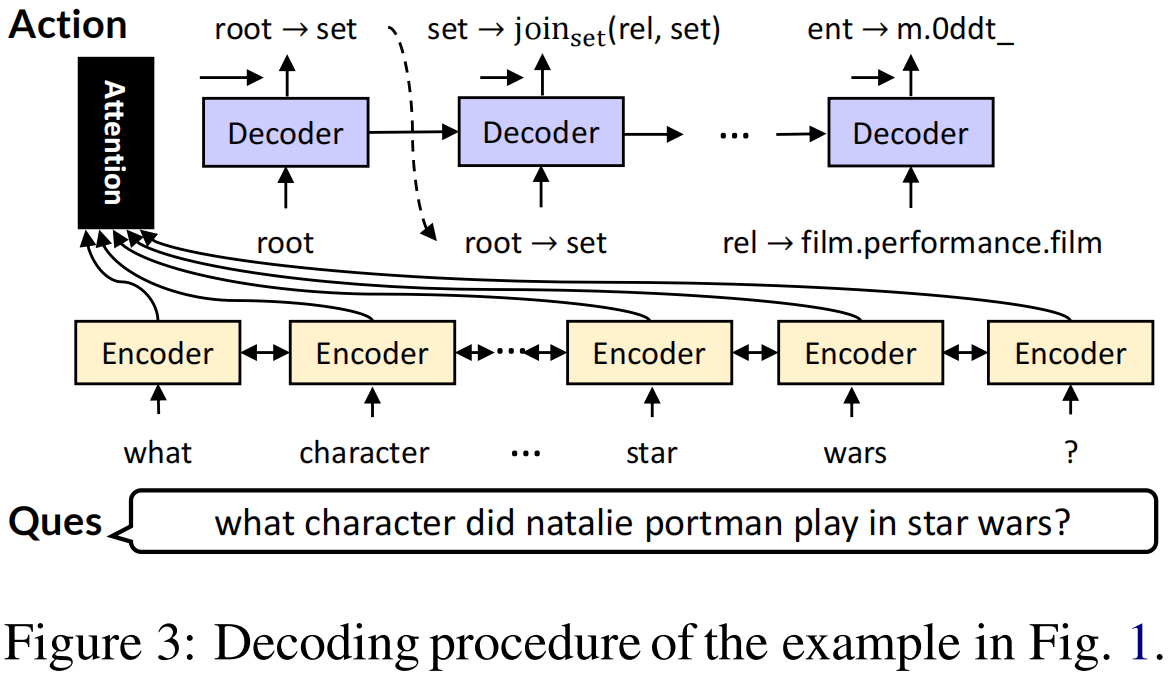 Action
root → set
set → join_set(rel, set)
ent → m.0ddt_
Attention
Decoder
Decoder
...
Decoder
root
root → set
rel → film.performance.film
Encoder
Encoder
...
Encoder
Encoder
Encoder
what
character
...
star
wars
?
Ques
what character did natalie portman play in star wars?
Figure 3: Decoding procedure of the example in Fig. 1.